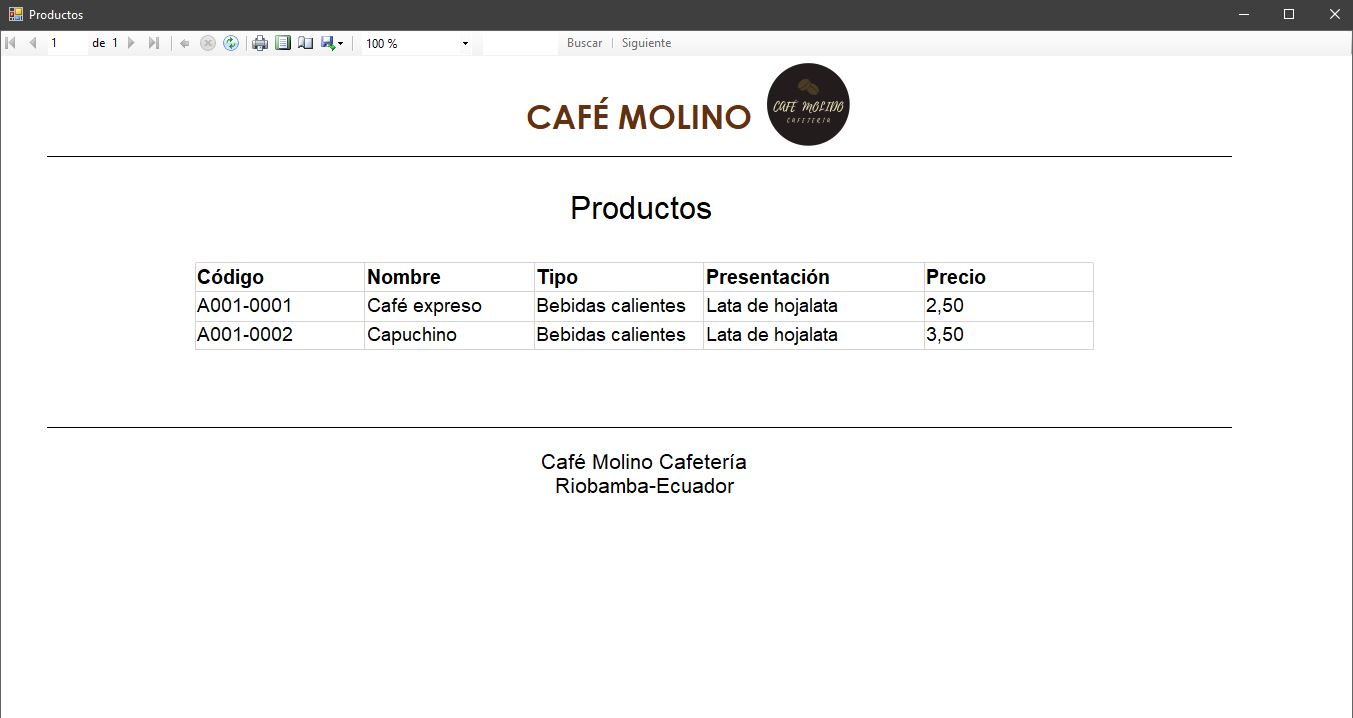 Productos
1 de 1 100 % Buscar Siguiente
CAFÉ MOLINO
CAFÉ MOLIDO
CAFETERÍA
Productos
Código Nombre Tipo Presentación Precio
A001-0001 Café expreso Bebidas calientes Lata de hojalata 2,50
A001-0002 Capuchino Bebidas calientes Lata de hojalata 3,50
Café Molino Cafetería
Riobamba-Ecuador